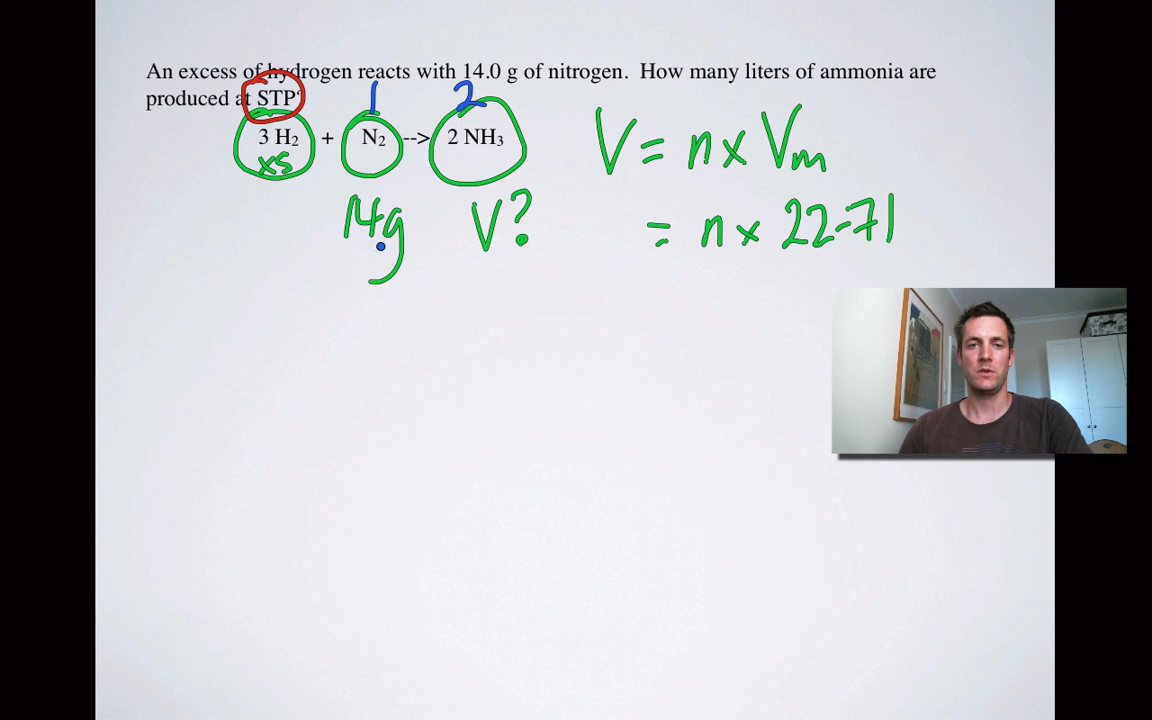 An excess of hydrogen reacts with 14.0 g of nitrogen. How many liters of ammonia are
produced at STP?
1 2
3 H₂ + N₂ --> 2 NH₃
xs
V = n x Vm
14g V?
= n x 22.71